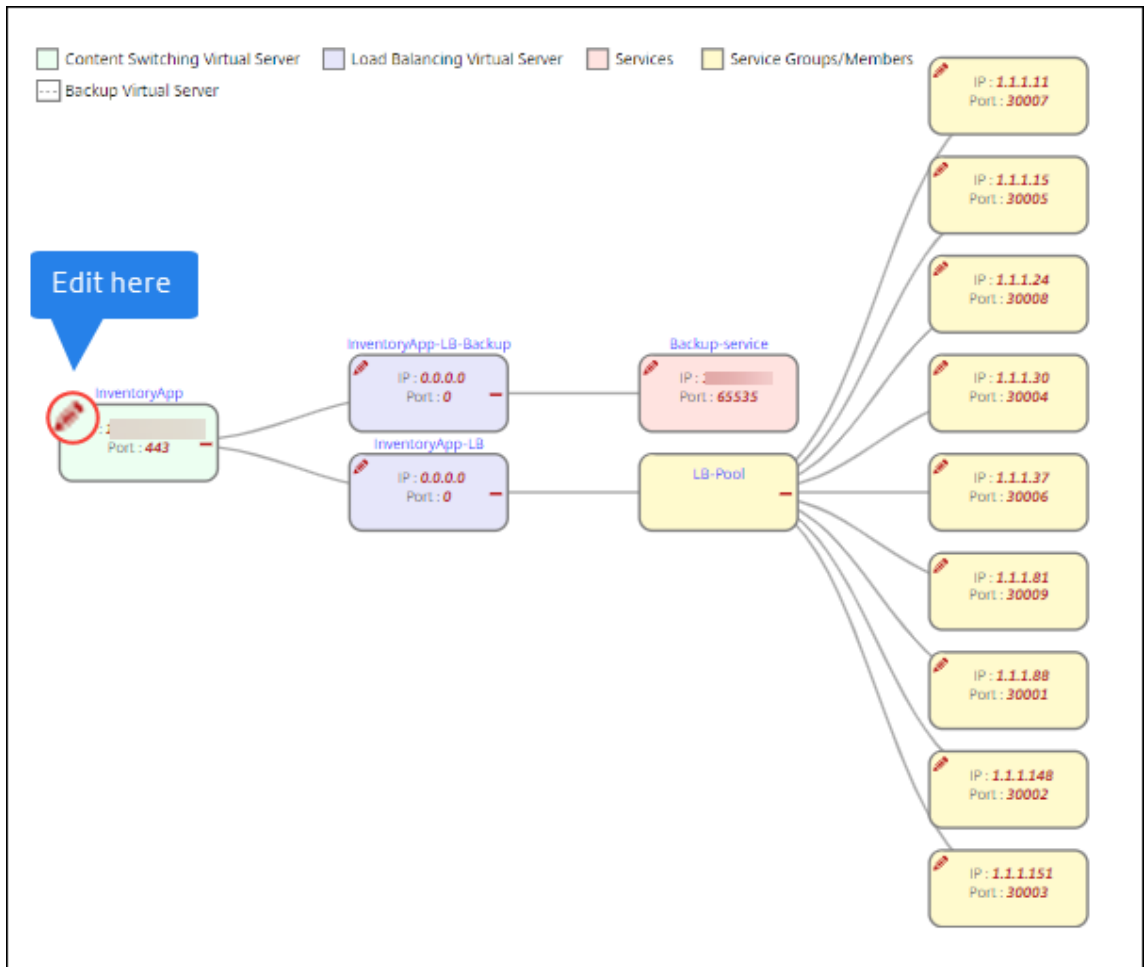 Content Switching Virtual Server
Load Balancing Virtual Server
Services
Service Groups/Members
Backup Virtual Server
Edit here
InventoryApp
Port : 443
InventoryApp-LB-Backup
IP : 0.0.0.0
Port : 0
InventoryApp-LB
IP : 0.0.0.0
Port : 0
Backup-service
IP :
Port : 65535
LB-Pool
IP : 1.1.1.11
Port : 30007
IP : 1.1.1.15
Port : 30005
IP : 1.1.1.24
Port : 30008
IP : 1.1.1.30
Port : 30004
IP : 1.1.1.37
Port : 30006
IP : 1.1.1.81
Port : 30009
IP : 1.1.1.88
Port : 30001
IP : 1.1.1.148
Port : 30002
IP : 1.1.1.151
Port : 30003